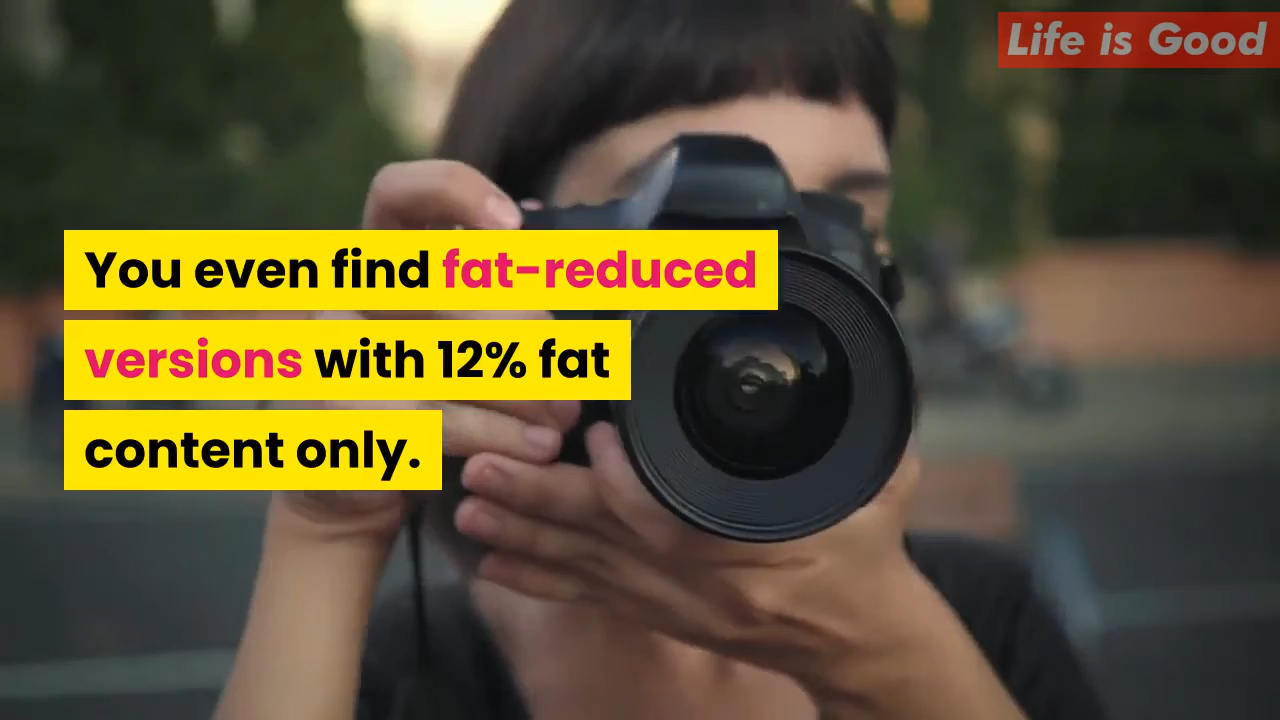 Life is Good
You even find fat-reduced
versions with 12% fat
content only.